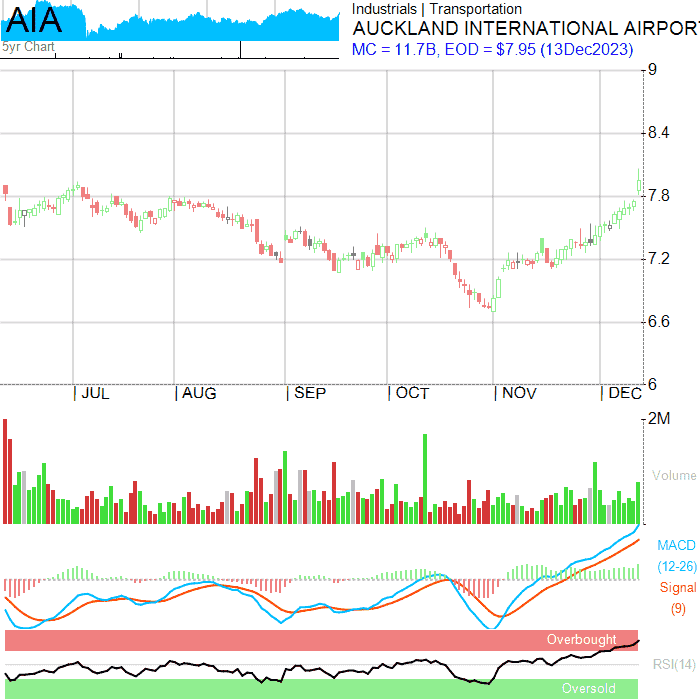 AIA
5yr Chart
Industrials | Transportation
AUCKLAND INTERNATIONAL AIRPOR
MC = 11.7B, EOD = $7.95 (13Dec2023)
9
8.4
7.8
7.2
6.6
6
JUL AUG SEP OCT NOV DEC
2M
Volume
MACD
(12-26)
Signal
(9)
Overbought
RSI(14)
Oversold